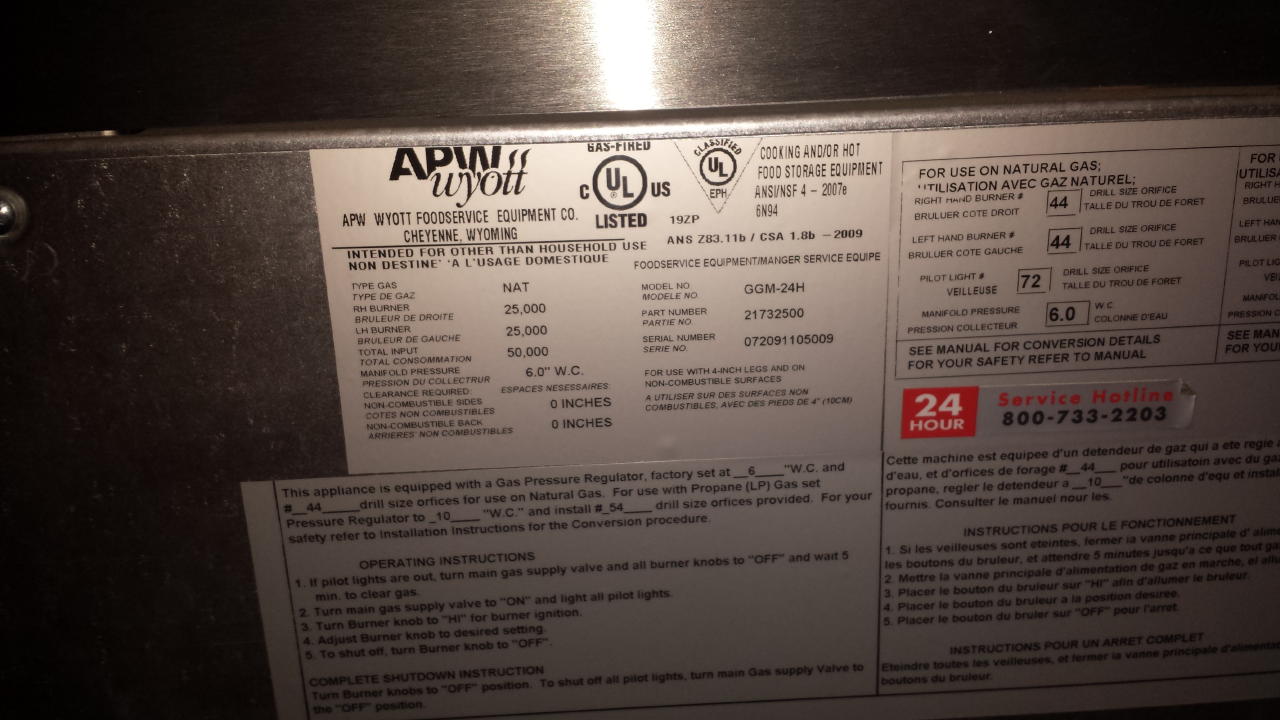 APW
wyott
APW WYOTT FOODSERVICE EQUIPMENT CO.
CHEYENNE, WYOMING
GAS-FIRED
C UL US
LISTED
19ZP
CLASSIFIED
UL
EPH
COOKING AND/OR HOT
FOOD STORAGE EQUIPMENT
ANSI/NSF 4 - 2007e
6N94
ANS Z83.11b / CSA 1.8b - 2009
INTENDED FOR OTHER THAN HOUSEHOLD USE
NON DESTINE' 'A L'USAGE DOMESTIQUE
FOODSERVICE EQUIPMENT/MANGER SERVICE EQUIPE
TYPE GAS NAT
TYPE DE GAZ
RH BURNER 25,000
BRULEUR DE DROITE
LH BURNER 25,000
BRULEUR DE GAUCHE
TOTAL INPUT 50,000
TOTAL CONSOMMATION
MANIFOLD PRESSURE 6.0" W.C.
PRESSION DU COLLECTRUR
CLEARANCE REQUIRED: ESPACES NESESSAIRES:
NON-COMBUSTIBLE SIDES 0 INCHES
COTES NON COMBUSTIBLES
NON-COMBUSTIBLE BACK 0 INCHES
ARRIERES' NON COMBUSTIBLES
MODEL NO GGM-24H
MODELE NO.
PART NUMBER 21732500
PARTIE NO.
SERIAL NUMBER 072091105009
SERIE NO.
FOR USE WITH 4-INCH LEGS AND ON
NON-COMBUSTIBLE SURFACES
A UTILISER SUR DES SURFACES NON
COMBUSTIBLES, AVEC DES PIEDS DE 4" (10CM)
FOR USE ON NATURAL GAS;
UTILISATION AVEC GAZ NATUREL;
RIGHT HAND BURNER # 44 DRILL SIZE ORIFICE
BRULUER COTE DROIT TALLE DU TROU DE FORET
LEFT HAND BURNER # 44 DRILL SIZE ORIFICE
BRULUER COTE GAUCHE TALLE DU TROU DE FORET
PILOT LIGHT # 72 DRILL SIZE ORIFICE
VEILLEUSE TALLE DU TROU DE FORET
MANIFOLD PRESSURE 6.0 W.C.
PRESSION COLLECTEUR COLONNE D'EAU
SEE MANUAL FOR CONVERSION DETAILS
FOR YOUR SAFETY REFER TO MANUAL
FOR
RIGHT
LEFT
PILOT
PRESSION
SEE MAN
FOR YOU
24
HOUR
Service Hotline
800-733-2203
This appliance is equipped with a Gas Pressure Regulator, factory set at __6____"W.C. and
#__44_____drill size offices for use on Natural Gas. For use with Propane (LP) Gas set
Pressure Regulator to _10____ "W.C." and install #_54____ drill size orifices provided. For your
safety refer to Installation Instructions for the Conversion procedure.
OPERATING INSTRUCTIONS
1. If pilot lights are out, turn main gas supply valve and all burner knobs to "OFF" and wait 5
min. to clear gas.
2. Turn main gas supply valve to "ON" and light all pilot lights.
3. Turn Burner knob to "HI" for burner ignition.
4. Adjust Burner knob to desired setting.
5. To shut off, turn Burner knob to "OFF".
COMPLETE SHUTDOWN INSTRUCTION
Turn Burner knobs to "OFF" position. To shut off all pilot lights, turn main Gas supply Valve to
the "OFF" position.
Cette machine est equipee d'un detendeur de gaz qui a ete regle
d'eau, et d'orifices de forage #__44___ pour utilisatoin avec du
propane, regler le detendeur a __10___"de colonne d'equ et
fournis. Consulter le manuel nour les.
INSTRUCTIONS POUR LE FONCTIONNEMENT
1. Si les veilleuses sont eteintes, fermer ia vanne principale d'
les boutons du bruleur, et attendre 5 minutes jusqu'a ce que tout
2. Mettre la vanne principale d'alimentation de gaz en marche, et
3. Placer le bouton du bruleur sur "HI" afin d'allumer le bruleur.
4. Placer le bouton du bruleur a la position desiree.
5. Placer le bouton du bruler sur "OFF" pour l'arret.
INSTRUCTIONS POUR UN ARRET COMPLET
Eteindre toutes les veilleuses, et fermer ia vanne principale
boutons du bruleur.